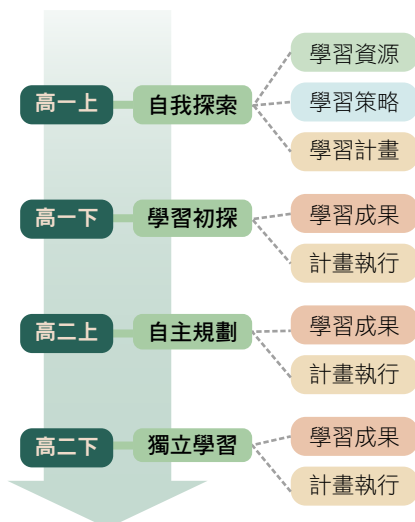 高一上
自我探索
學習資源
學習策略
學習計畫
高一下
學習初探
學習成果
計畫執行
高二上
自主規劃
學習成果
計畫執行
高二下
獨立學習
學習成果
計畫執行